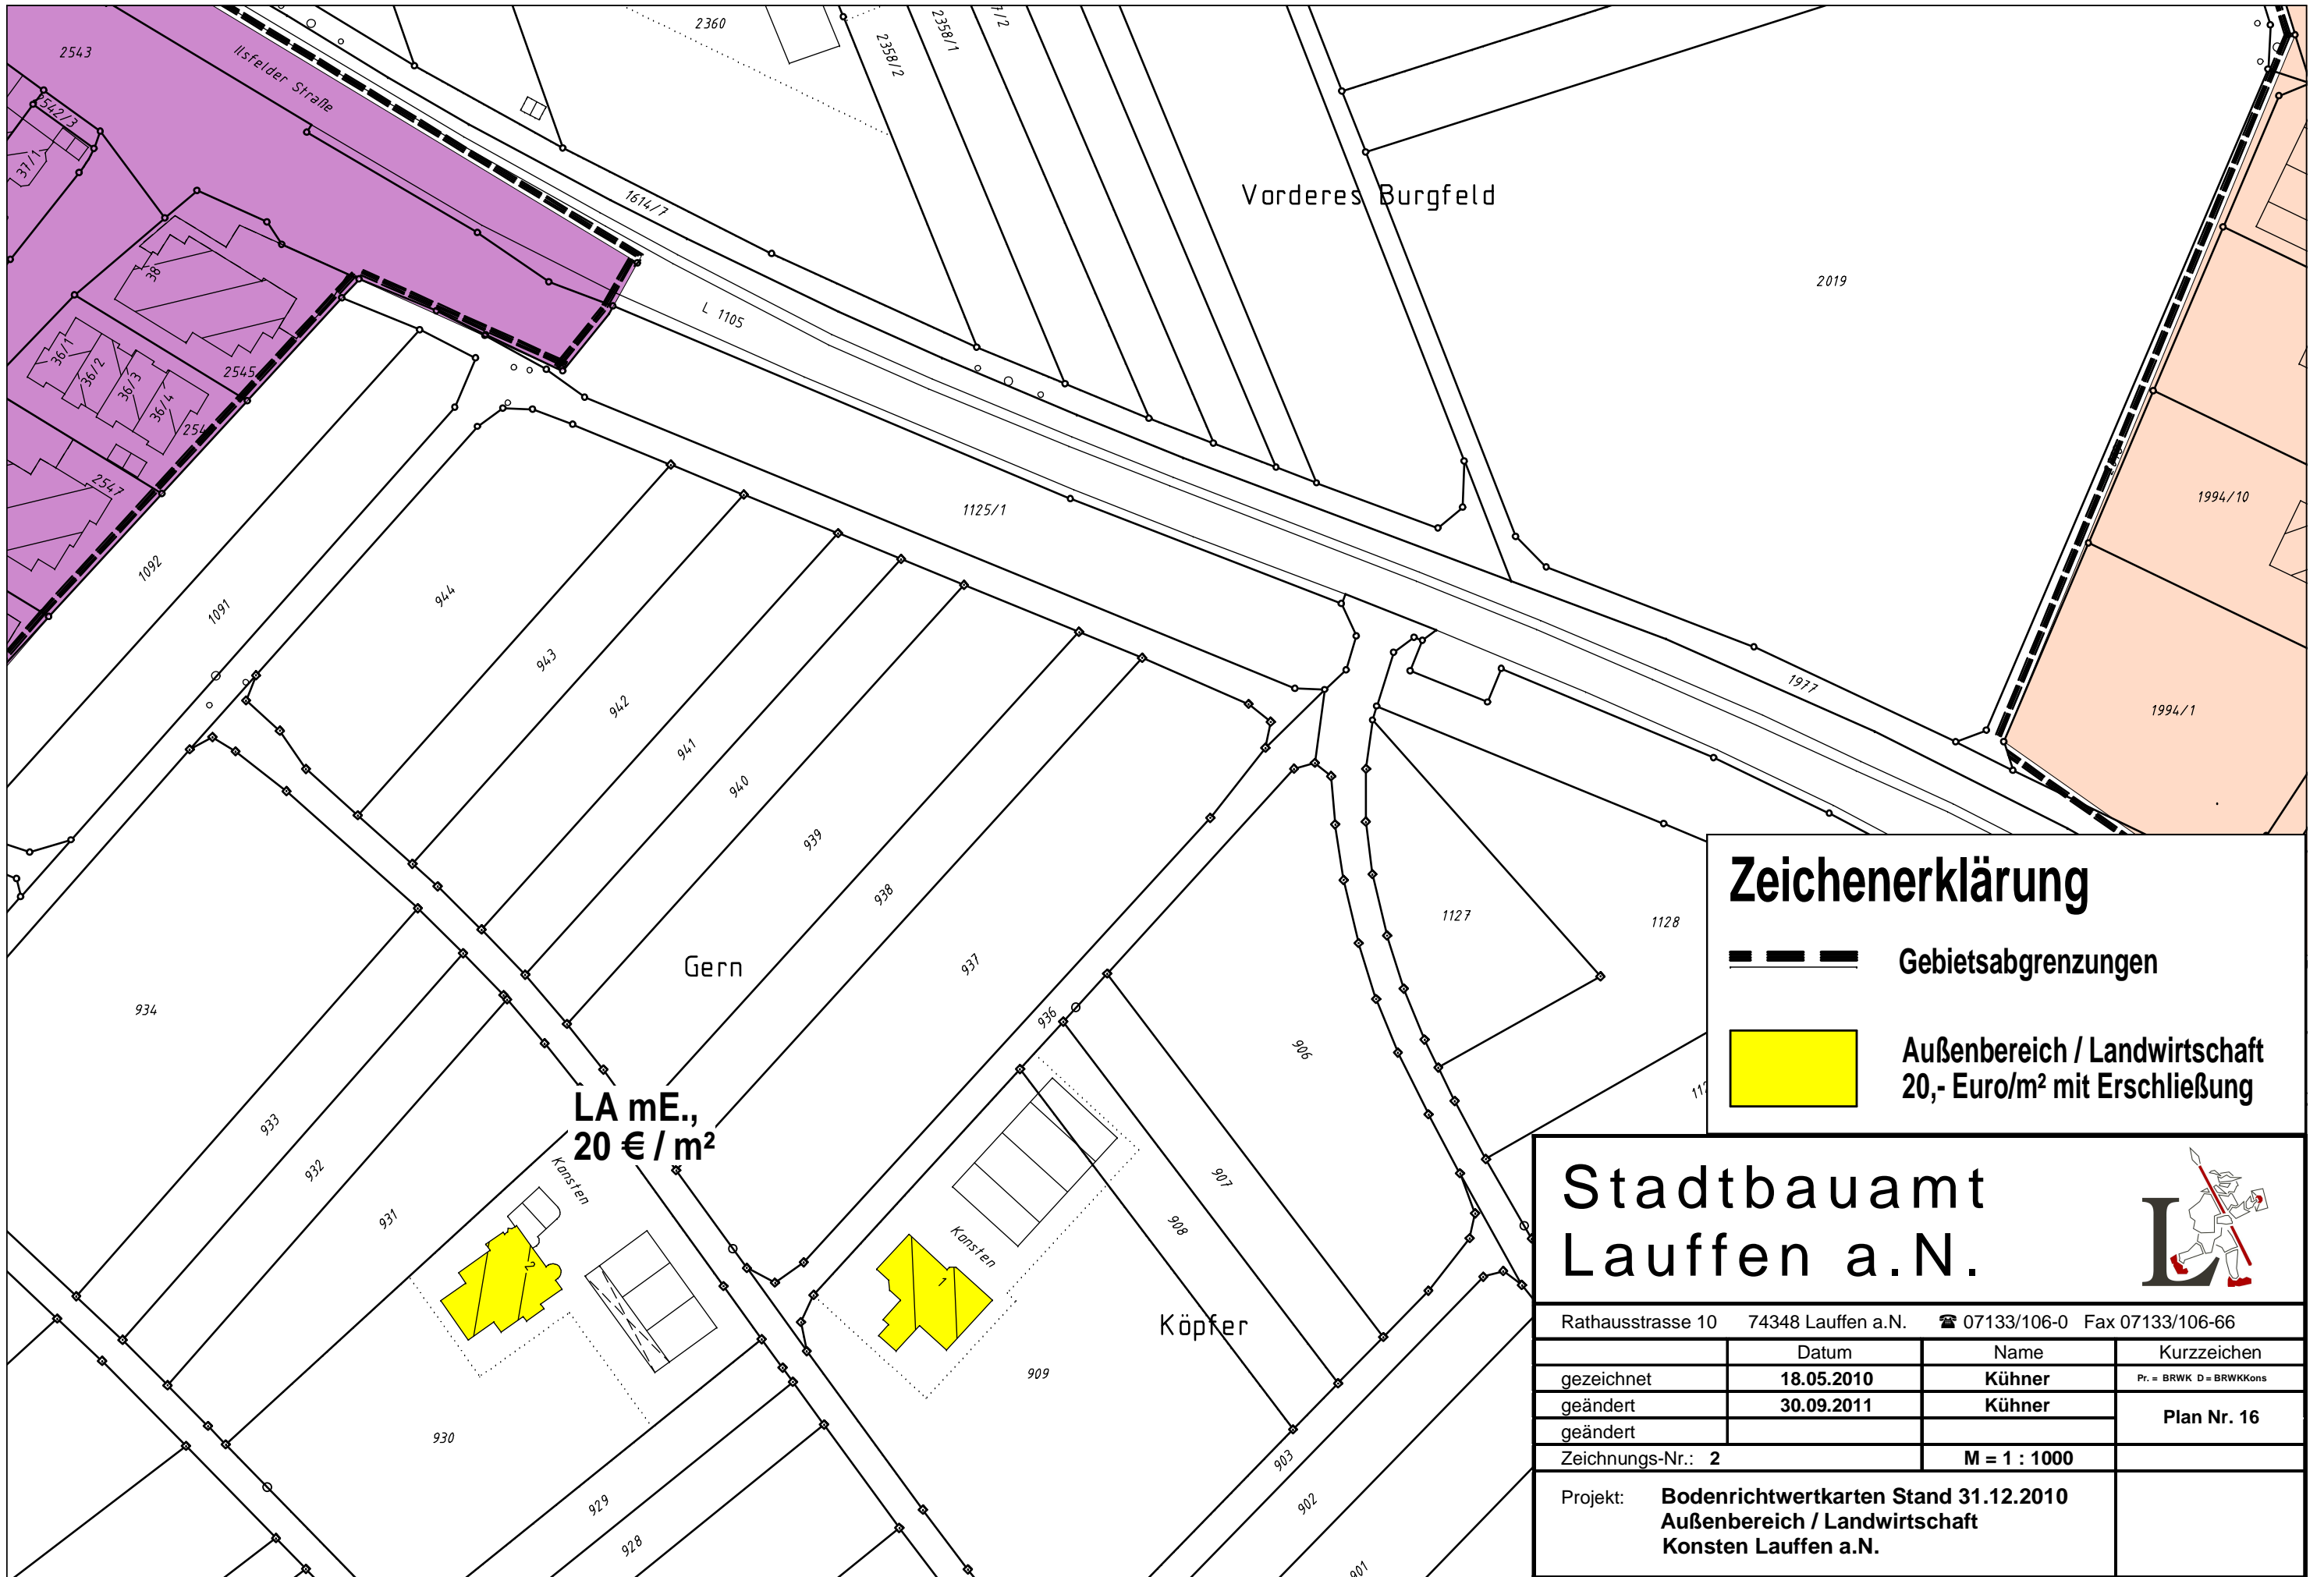 2543
Ilsfelder Straße
2542/3
37/1
38
36/1
36/2
36/3
36/4
2545
2547
2360
2358/2
2358/1
1614/7
L 1105
Vorderes Burgfeld
2019
1994/10
1994/1
1977
1125/1
1092
1091
944
943
942
941
940
939
938
937
936
934
933
932
931
930
929
928
Gern
LA mE.,
20 € / m²
Konsten
2
Konsten
1
Köpfer
906
907
908
909
903
902
901
1127
1128
Zeichenerklärung
Gebietsabgrenzungen
Außenbereich / Landwirtschaft
20,- Euro/m² mit Erschließung
Stadtbauamt
Lauffen a.N.
L
Rathausstrasse 10 74348 Lauffen a.N. ☎ 07133/106-0 Fax 07133/106-66
Datum Name Kurzzeichen
gezeichnet 18.05.2010 Kühner Pr. = BRWK D = BRWKKons
geändert 30.09.2011 Kühner
Plan Nr. 16
geändert
Zeichnungs-Nr.: 2 M = 1 : 1000
Projekt: Bodenrichtwertkarten Stand 31.12.2010
Außenbereich / Landwirtschaft
Konsten Lauffen a.N.